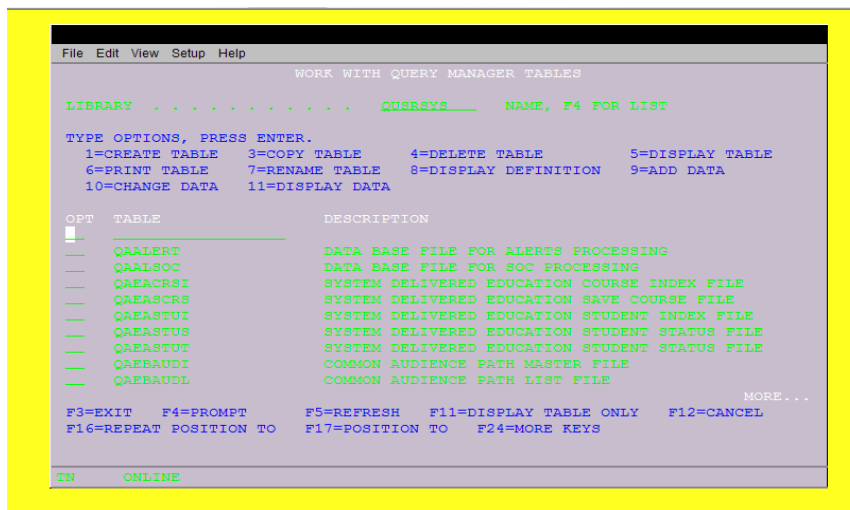 File Edit View Setup Help
WORK WITH QUERY MANAGER TABLES
LIBRARY . . . . . . . . . . . . QUSRSYS NAME, F4 FOR LIST
TYPE OPTIONS, PRESS ENTER.
1=CREATE TABLE 3=COPY TABLE 4=DELETE TABLE 5=DISPLAY TABLE
6=PRINT TABLE 7=RENAME TABLE 8=DISPLAY DEFINITION 9=ADD DATA
10=CHANGE DATA 11=DISPLAY DATA
OPT TABLE DESCRIPTION
QAALERT DATA BASE FILE FOR ALERTS PROCESSING
QAALSOC DATA BASE FILE FOR SOC PROCESSING
QAEACRSI SYSTEM DELIVERED EDUCATION COURSE INDEX FILE
QAEASCRS SYSTEM DELIVERED EDUCATION SAVE COURSE FILE
QAEASTUI SYSTEM DELIVERED EDUCATION STUDENT INDEX FILE
QAEASTUS SYSTEM DELIVERED EDUCATION STUDENT STATUS FILE
QAEASTUT SYSTEM DELIVERED EDUCATION STUDENT STATUS FILE
QAEBAUDI COMMON AUDIENCE PATH MASTER FILE
QAEBAUDL COMMON AUDIENCE PATH LIST FILE
MORE...
F3=EXIT F4=PROMPT F5=REFRESH F11=DISPLAY TABLE ONLY F12=CANCEL
F16=REPEAT POSITION TO F17=POSITION TO F24=MORE KEYS
TN ONLINE